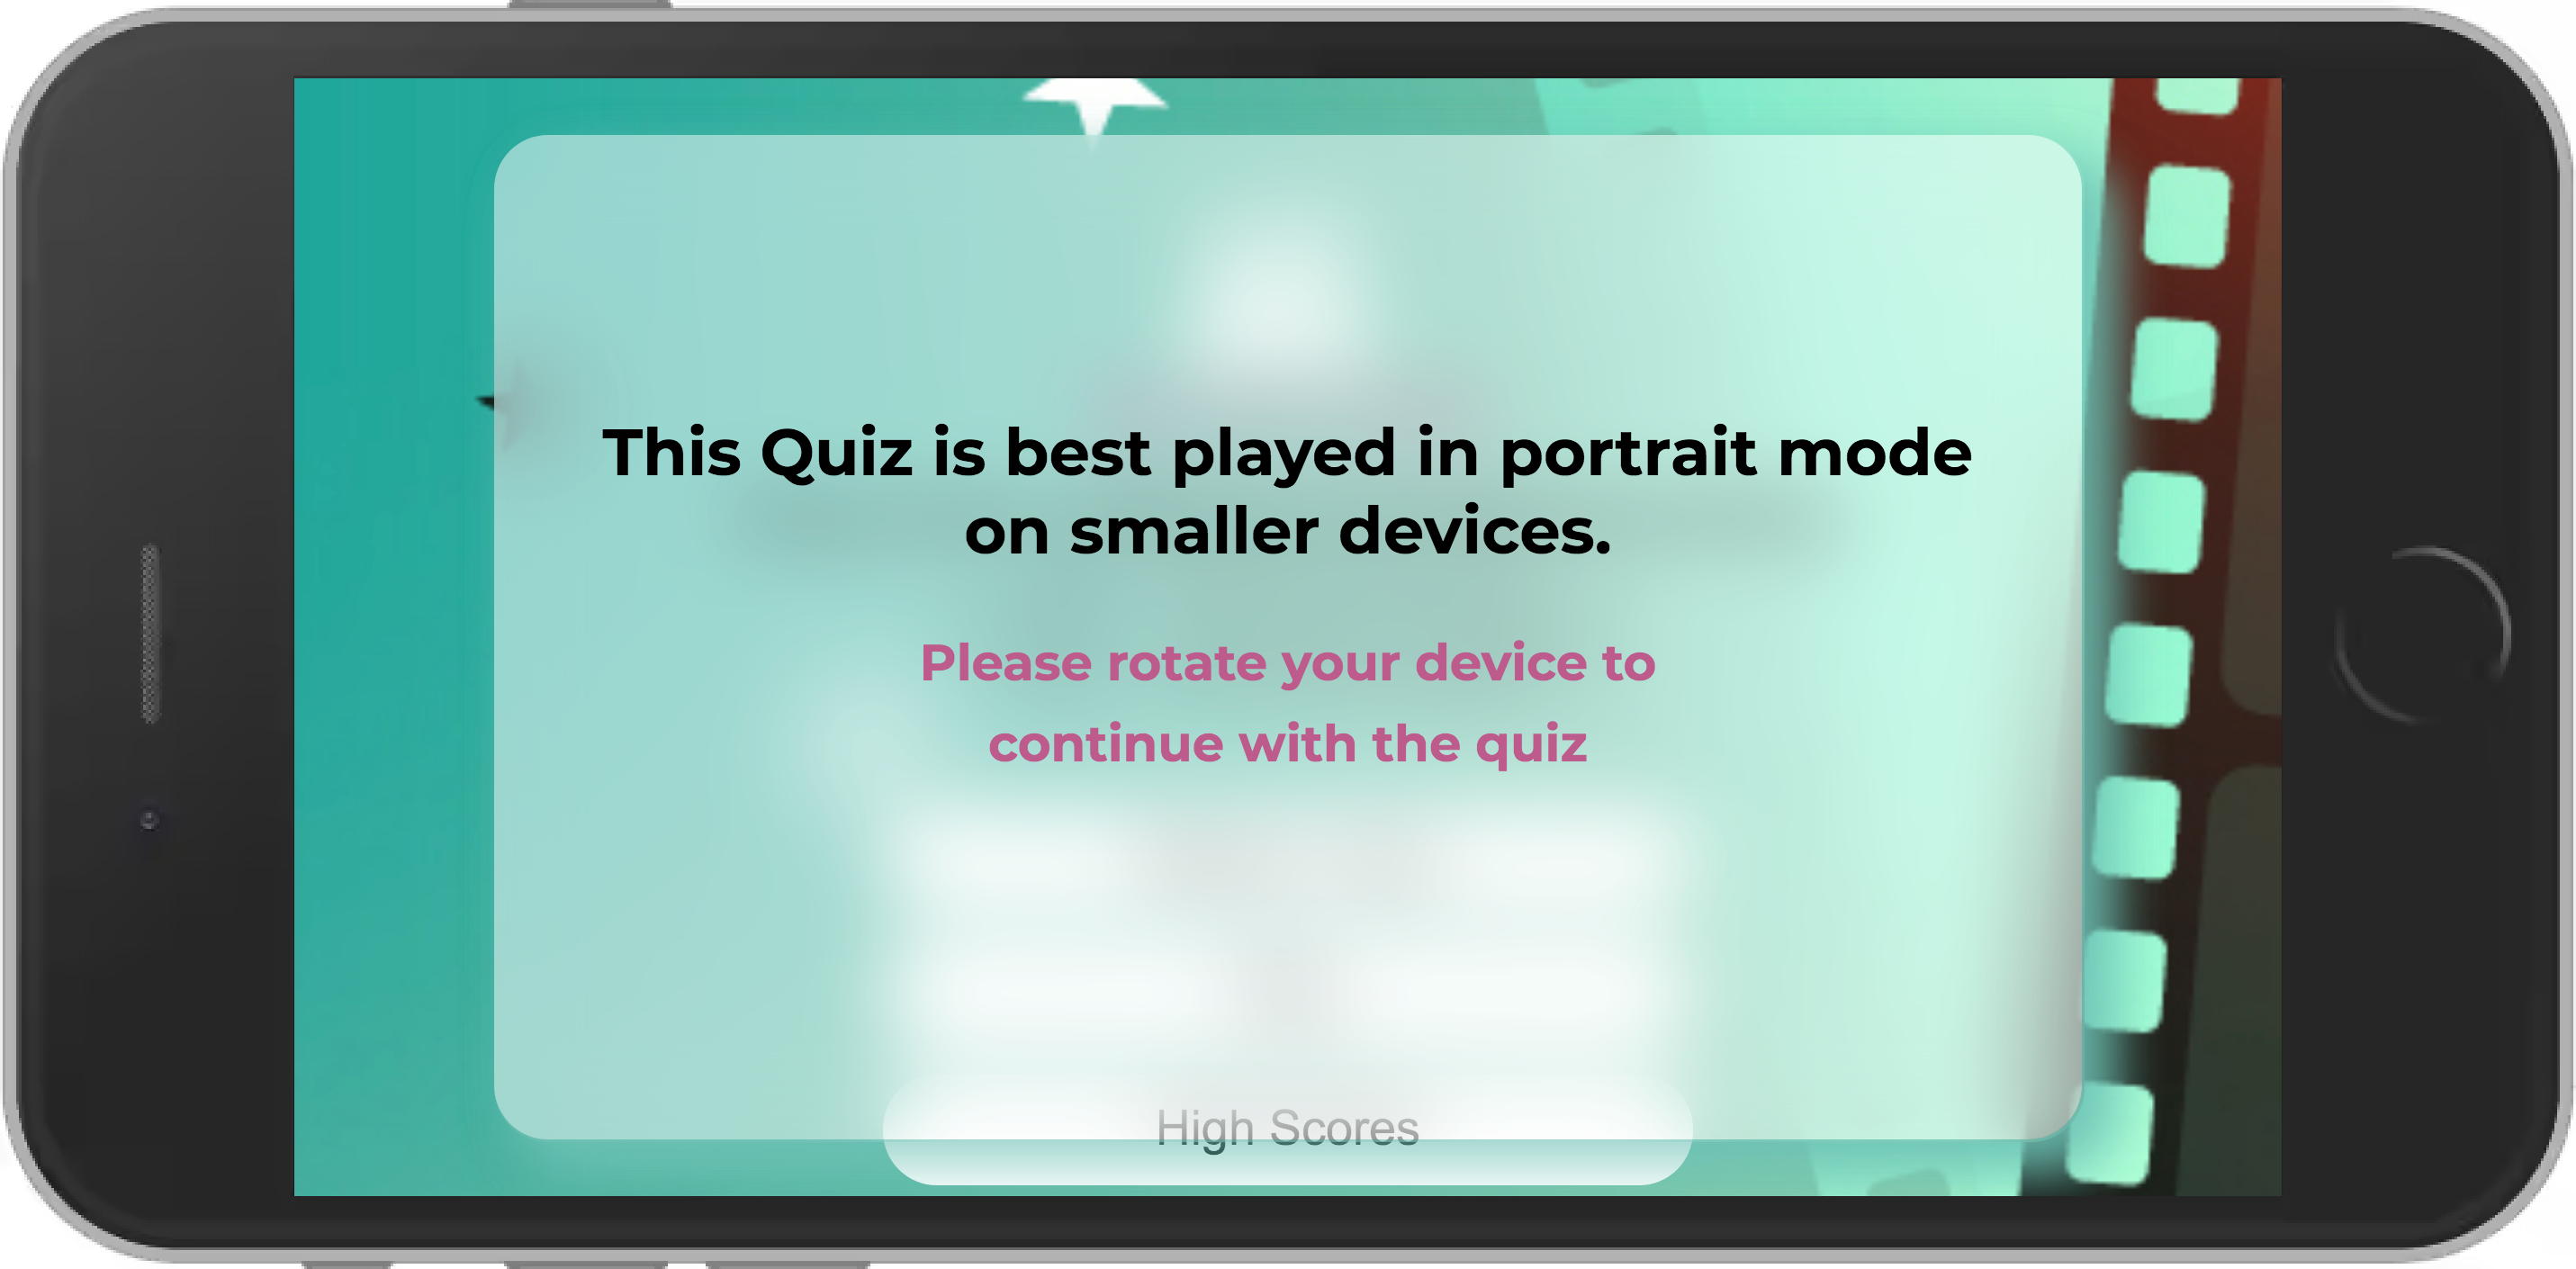 This Quiz is best played in portrait mode
on smaller devices.
Please rotate your device to
continue with the quiz
High Scores